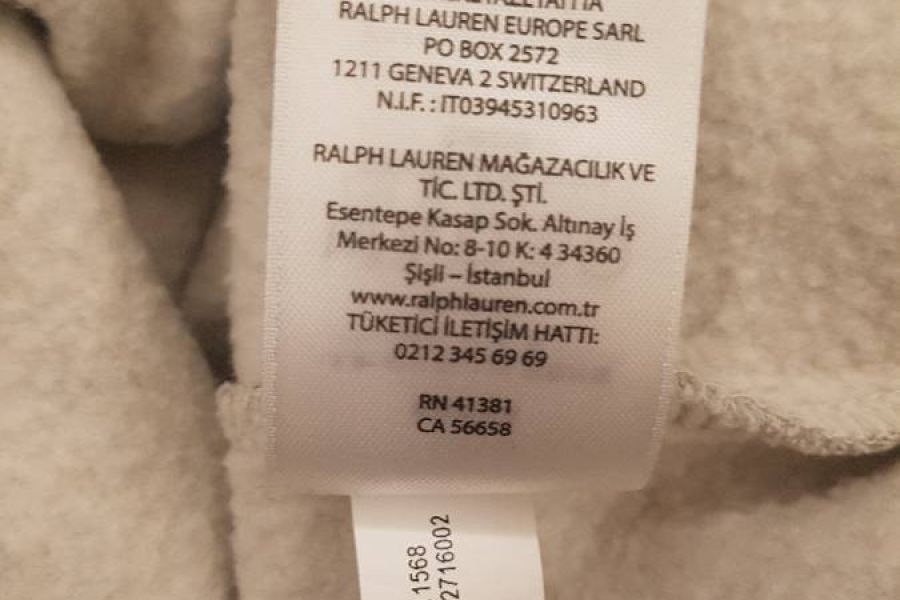 RALPH LAUREN EUROPE SARL
PO BOX 2572
1211 GENEVA 2 SWITZERLAND
N.I.F. : IT03945310963
RALPH LAUREN MAĞAZACILIK VE
TİC. LTD. ŞTİ.
Esentepe Kasap Sok. Altınay İş
Merkezi No: 8-10 K: 4 34360
Şişli – İstanbul
www.ralphlauren.com.tr
TÜKETİCİ İLETİŞİM HATTI:
0212 345 69 69
RN 41381
CA 56658
1568
2716002